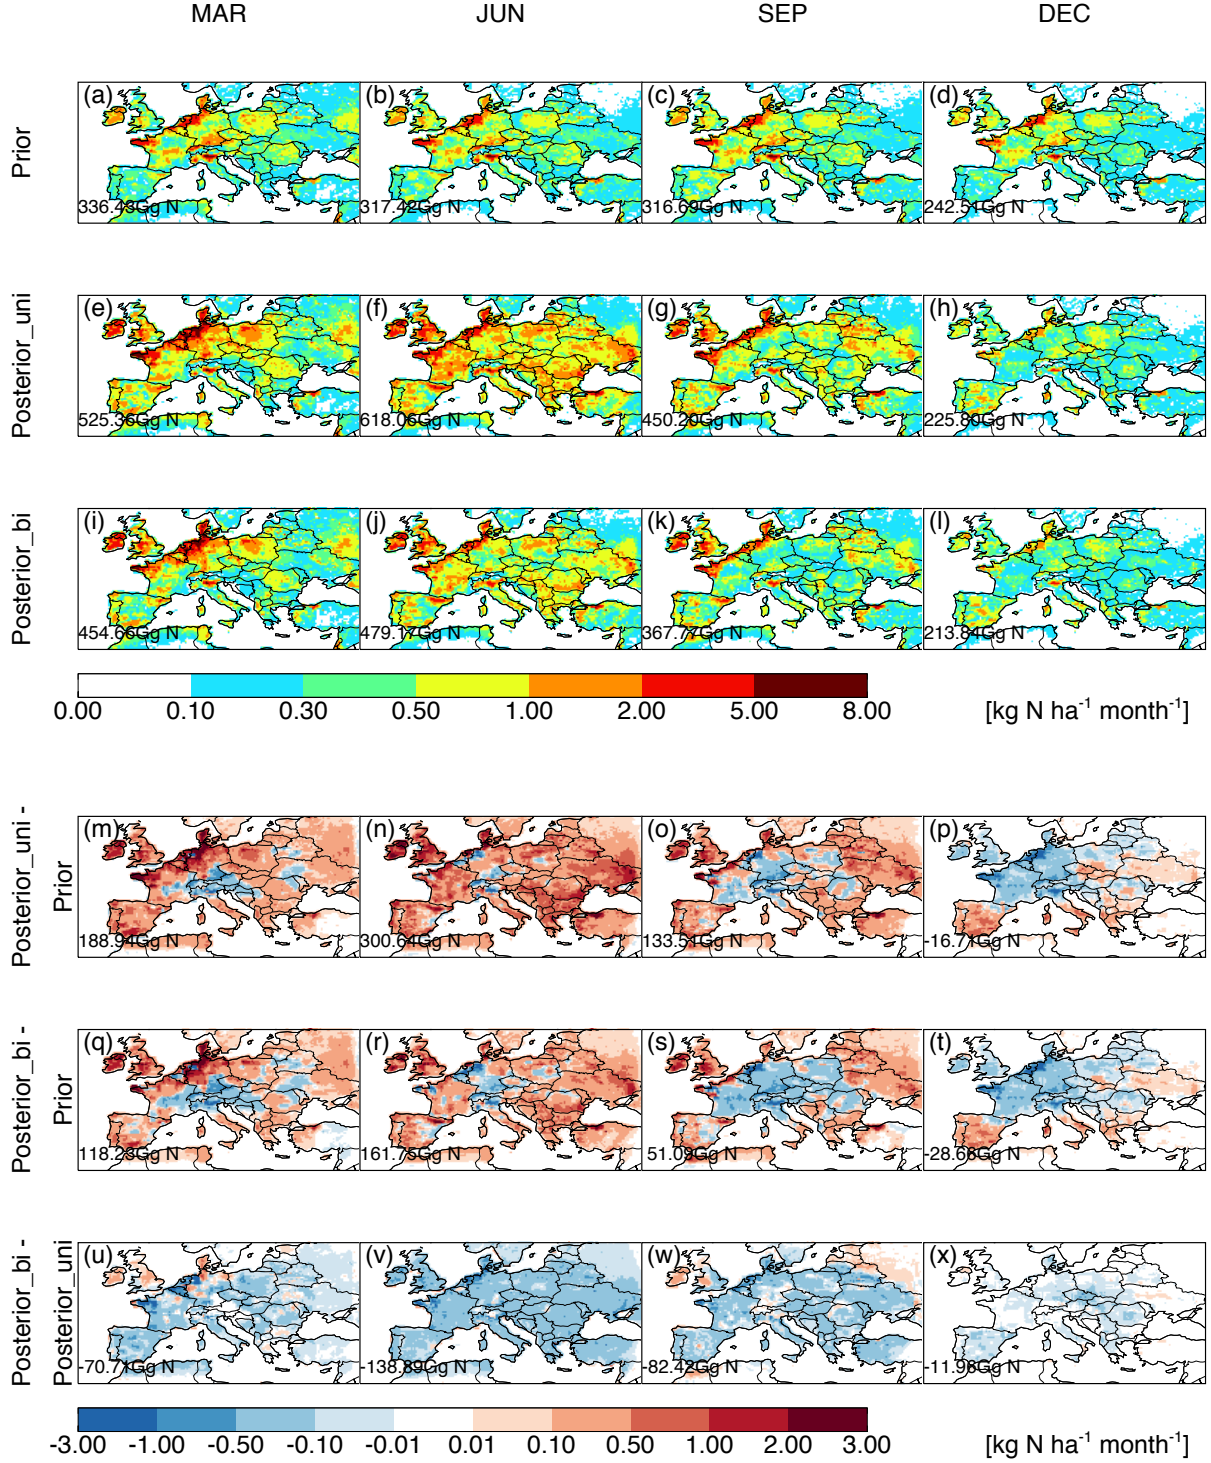 MAR JUN SEP DEC
Prior
(a) (b) (c) (d)
336.43Gg N 317.42Gg N 316.69Gg N 242.51Gg N
Posterior_uni
(e) (f) (g) (h)
525.36Gg N 618.06Gg N 450.20Gg N 225.80Gg N
Posterior_bi
(i) (j) (k) (l)
454.66Gg N 479.17Gg N 367.77Gg N 213.84Gg N
0.00 0.10 0.30 0.50 1.00 2.00 5.00 8.00
[kg N ha⁻¹ month⁻¹]
Posterior_uni -
Prior
(m) (n) (o) (p)
188.94Gg N 300.64Gg N 133.51Gg N -16.71Gg N
Posterior_bi -
Prior
(q) (r) (s) (t)
118.23Gg N 161.75Gg N 51.09Gg N -28.66Gg N
Posterior_bi -
Posterior_uni
(u) (v) (w) (x)
-70.71Gg N -138.89Gg N -82.42Gg N -11.96Gg N
-3.00 -1.00 -0.50 -0.10 -0.01 0.01 0.10 0.50 1.00 2.00 3.00
[kg N ha⁻¹ month⁻¹]